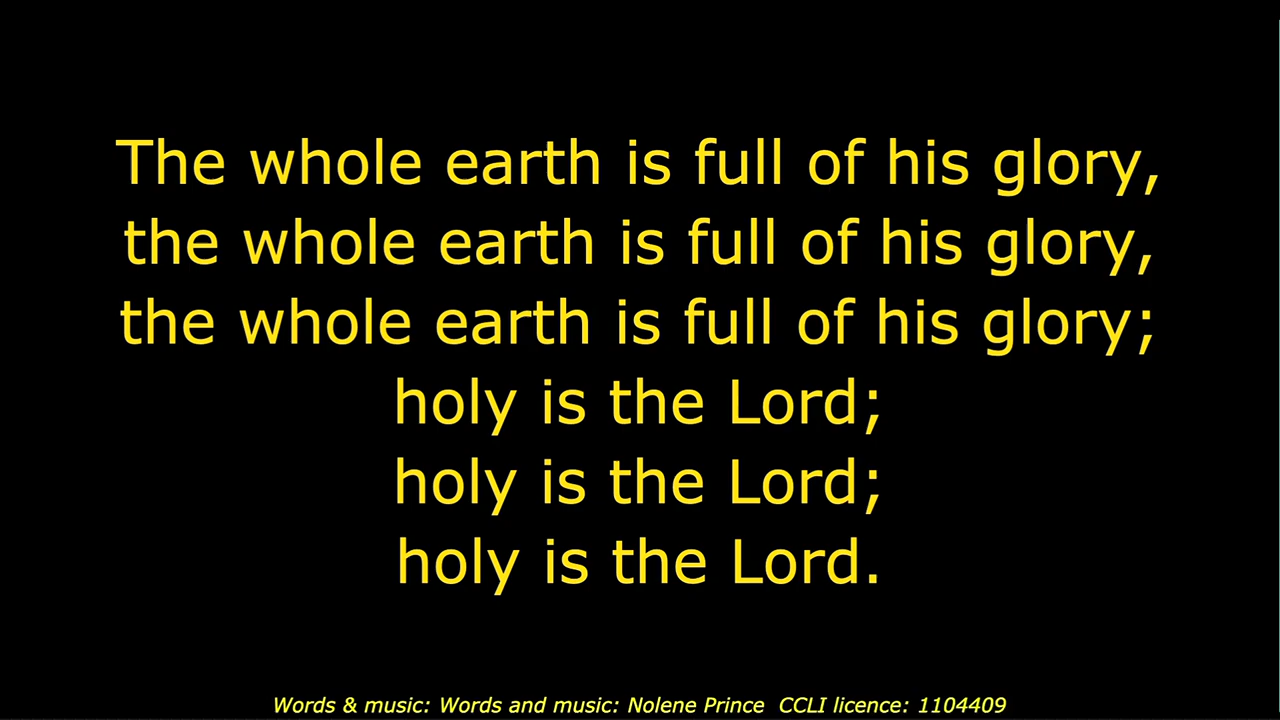 The whole earth is full of his glory,
the whole earth is full of his glory,
the whole earth is full of his glory;
holy is the Lord;
holy is the Lord;
holy is the Lord.
Words & music: Words and music: Nolene Prince  CCLI licence: 1104409